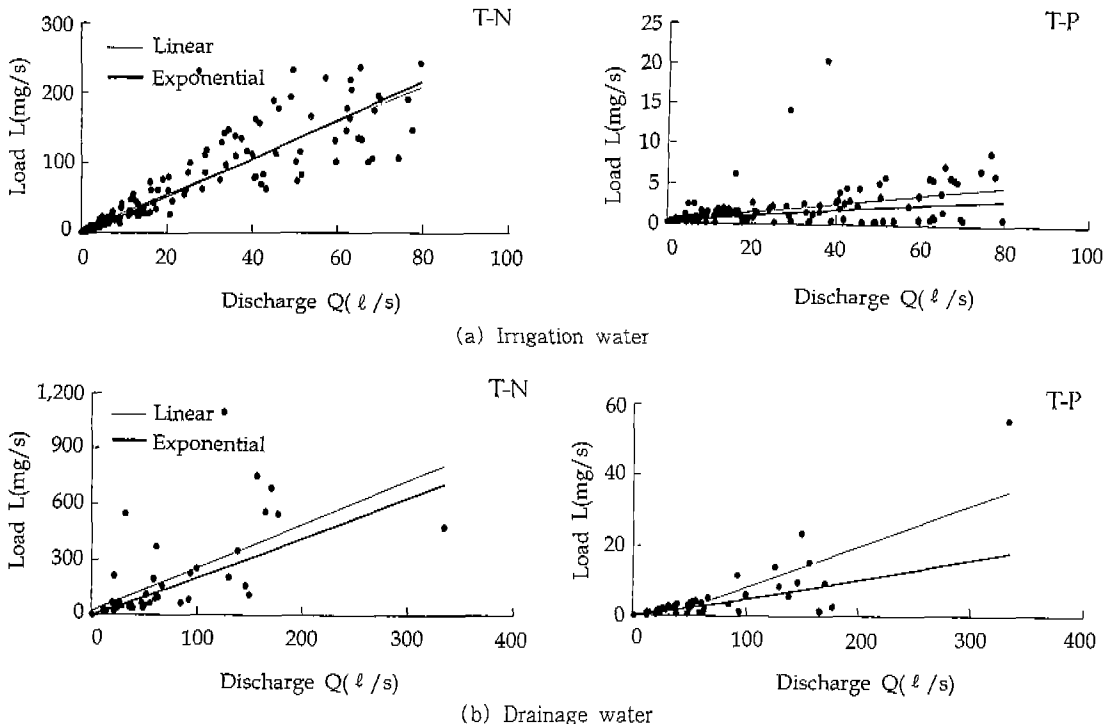 T-N
300
200
100
0
Load L(mg/s)
Linear
Exponential
0 20 40 60 80 100
Discharge Q(ℓ/s)
T-P
25
20
15
10
5
0
Load L(mg/s)
0 20 40 60 80 100
Discharge Q(ℓ/s)
(a) Irrigation water
T-N
1,200
900
600
300
0
Load L(mg/s)
Linear
Exponential
0 100 200 300 400
Discharge Q(ℓ/s)
T-P
60
40
20
0
Load L(mg/s)
0 100 200 300 400
Discharge Q(ℓ/s)
(b) Drainage water